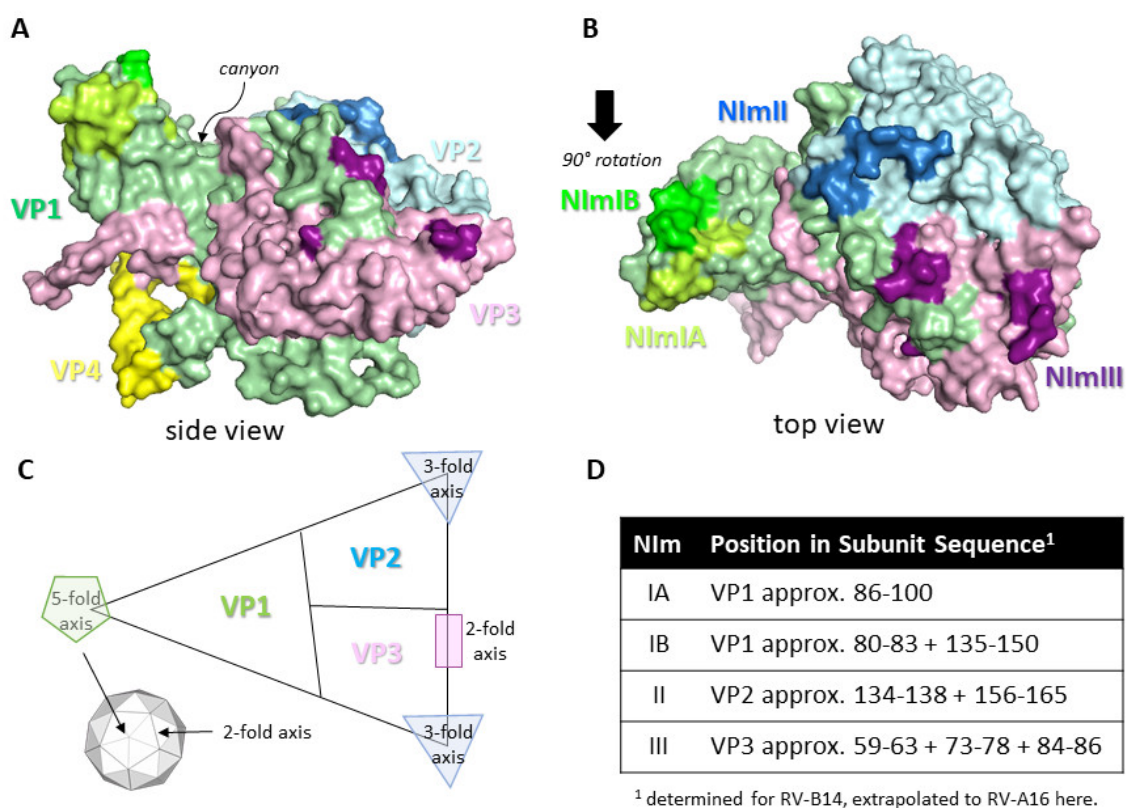 A
canyon
VP2
VP1
VP3
VP4
side view
B
NImII
90° rotation
NImIB
NImIA
NImIII
top view
C
3-fold
axis
VP2
5-fold
axis
VP1
2-fold
axis
VP3
2-fold axis
3-fold
axis
D
NIm Position in Subunit Sequence¹
IA VP1 approx. 86-100
IB VP1 approx. 80-83 + 135-150
II VP2 approx. 134-138 + 156-165
III VP3 approx. 59-63 + 73-78 + 84-86
¹ determined for RV-B14, extrapolated to RV-A16 here.